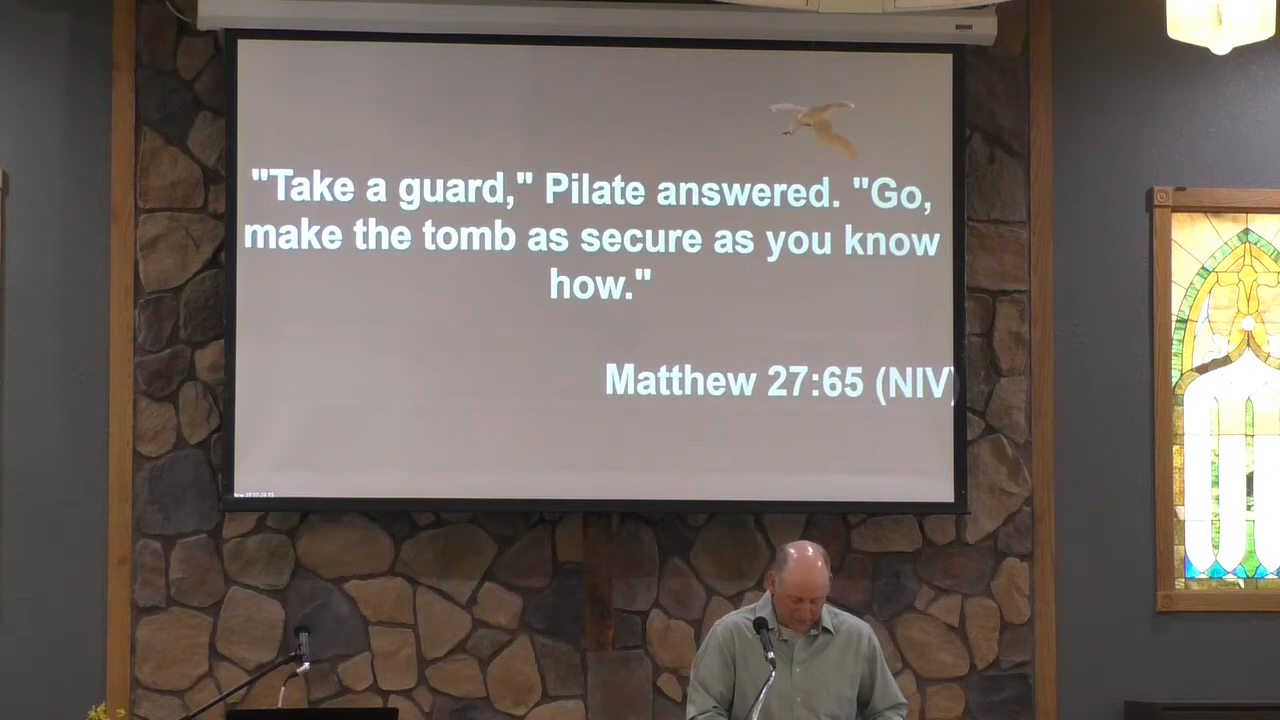 "Take a guard," Pilate answered. "Go,
make the tomb as secure as you know
how."
Matthew 27:65 (NIV)